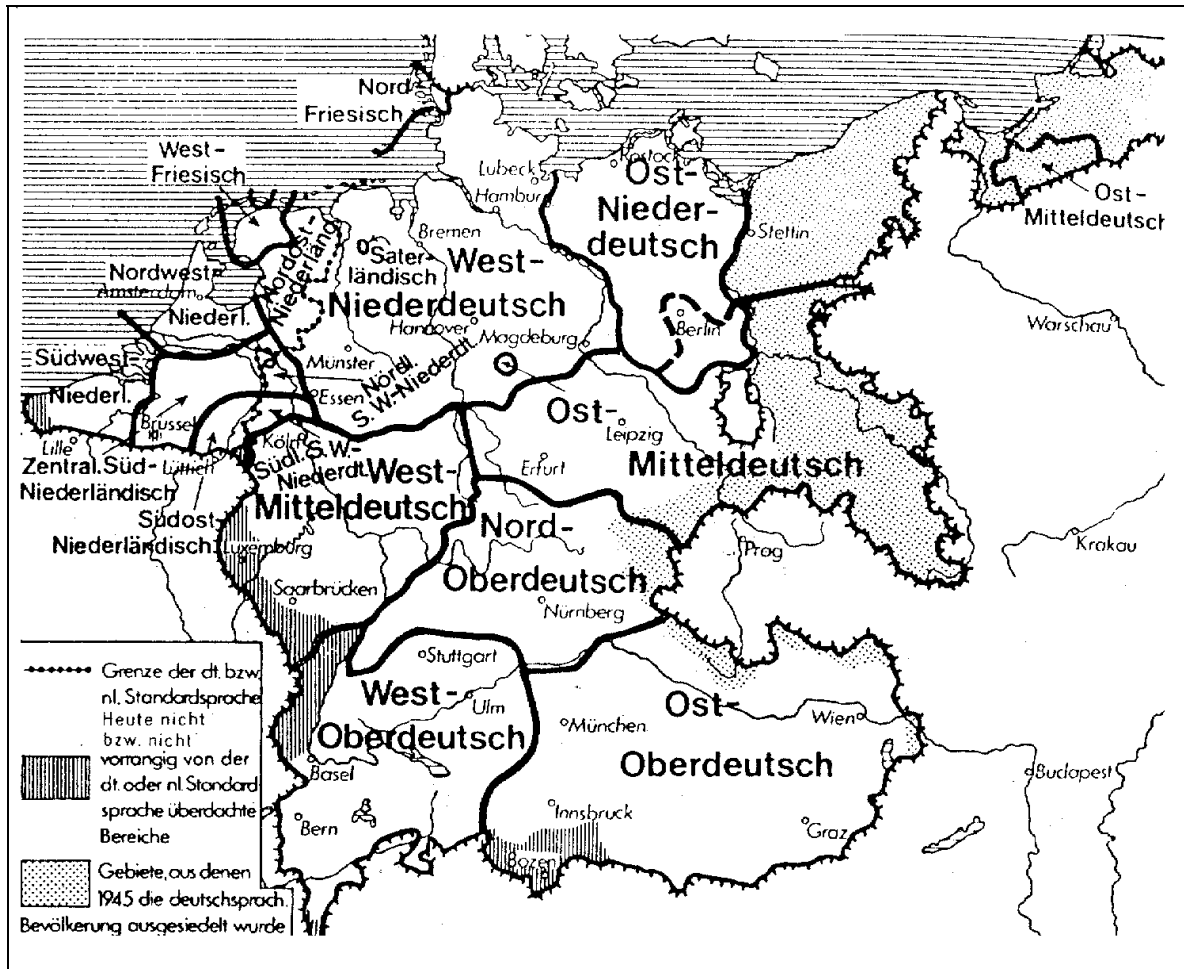 Nord
Friesisch
West-
Friesisch
Lübeck
Hamburg
Rostock
Ost-
Nieder-
deutsch
Ost-
Mitteldeutsch
Stettin
Bremen
Nordost-
Niederländ.
Sater-
ländisch
West-
Niederdeutsch
Nordwest-
Amsterdam
Niederl.
Hannover
Magdeburg
Berlin
Warschau
Südwest-
Niederl.
Münster
Nördl.
S.W-Niederdt.
Essen
Brüssel
Lille
Köln
Südl. S.W.-
Niederdt.
Ost-
Leipzig
Erfurt
Mitteldeutsch
Zentral. Süd-
Niederländisch
Lüttich
West-
Mitteldeutsch
Südost-
Niederländisch.
Luxemburg
Nord-
Oberdeutsch
Prag
Krakau
Saarbrücken
Nürnberg
Stuttgart
West-
Ulm
Oberdeutsch
München
Ost-
Oberdeutsch
Wien
Budapest
Basel
Bern
Innsbruck
Bozen
Graz
Grenze der dt. bzw.
nl. Standardsprache
Heute nicht
bzw. nicht
vorrangig von der
dt. oder nl. Standard
sprache überdachte
Bereiche
Gebiete, aus denen
1945 die deutschsprach.
Bevölkerung ausgesiedelt wurde